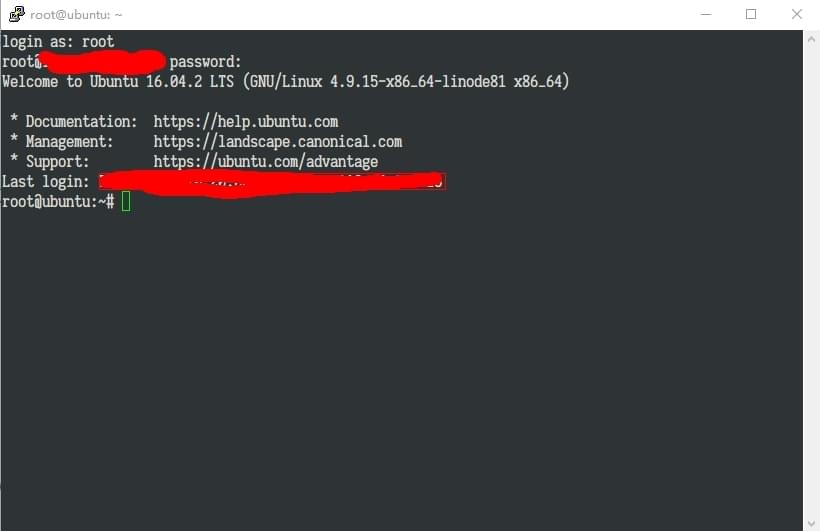 root@ubuntu: ~
login as: root
root@ password:
Welcome to Ubuntu 16.04.2 LTS (GNU/Linux 4.9.15-x86_64-linode81 x86_64)
* Documentation: https://help.ubuntu.com
* Management: https://landscape.canonical.com
* Support: https://ubuntu.com/advantage
Last login:
root@ubuntu:~#